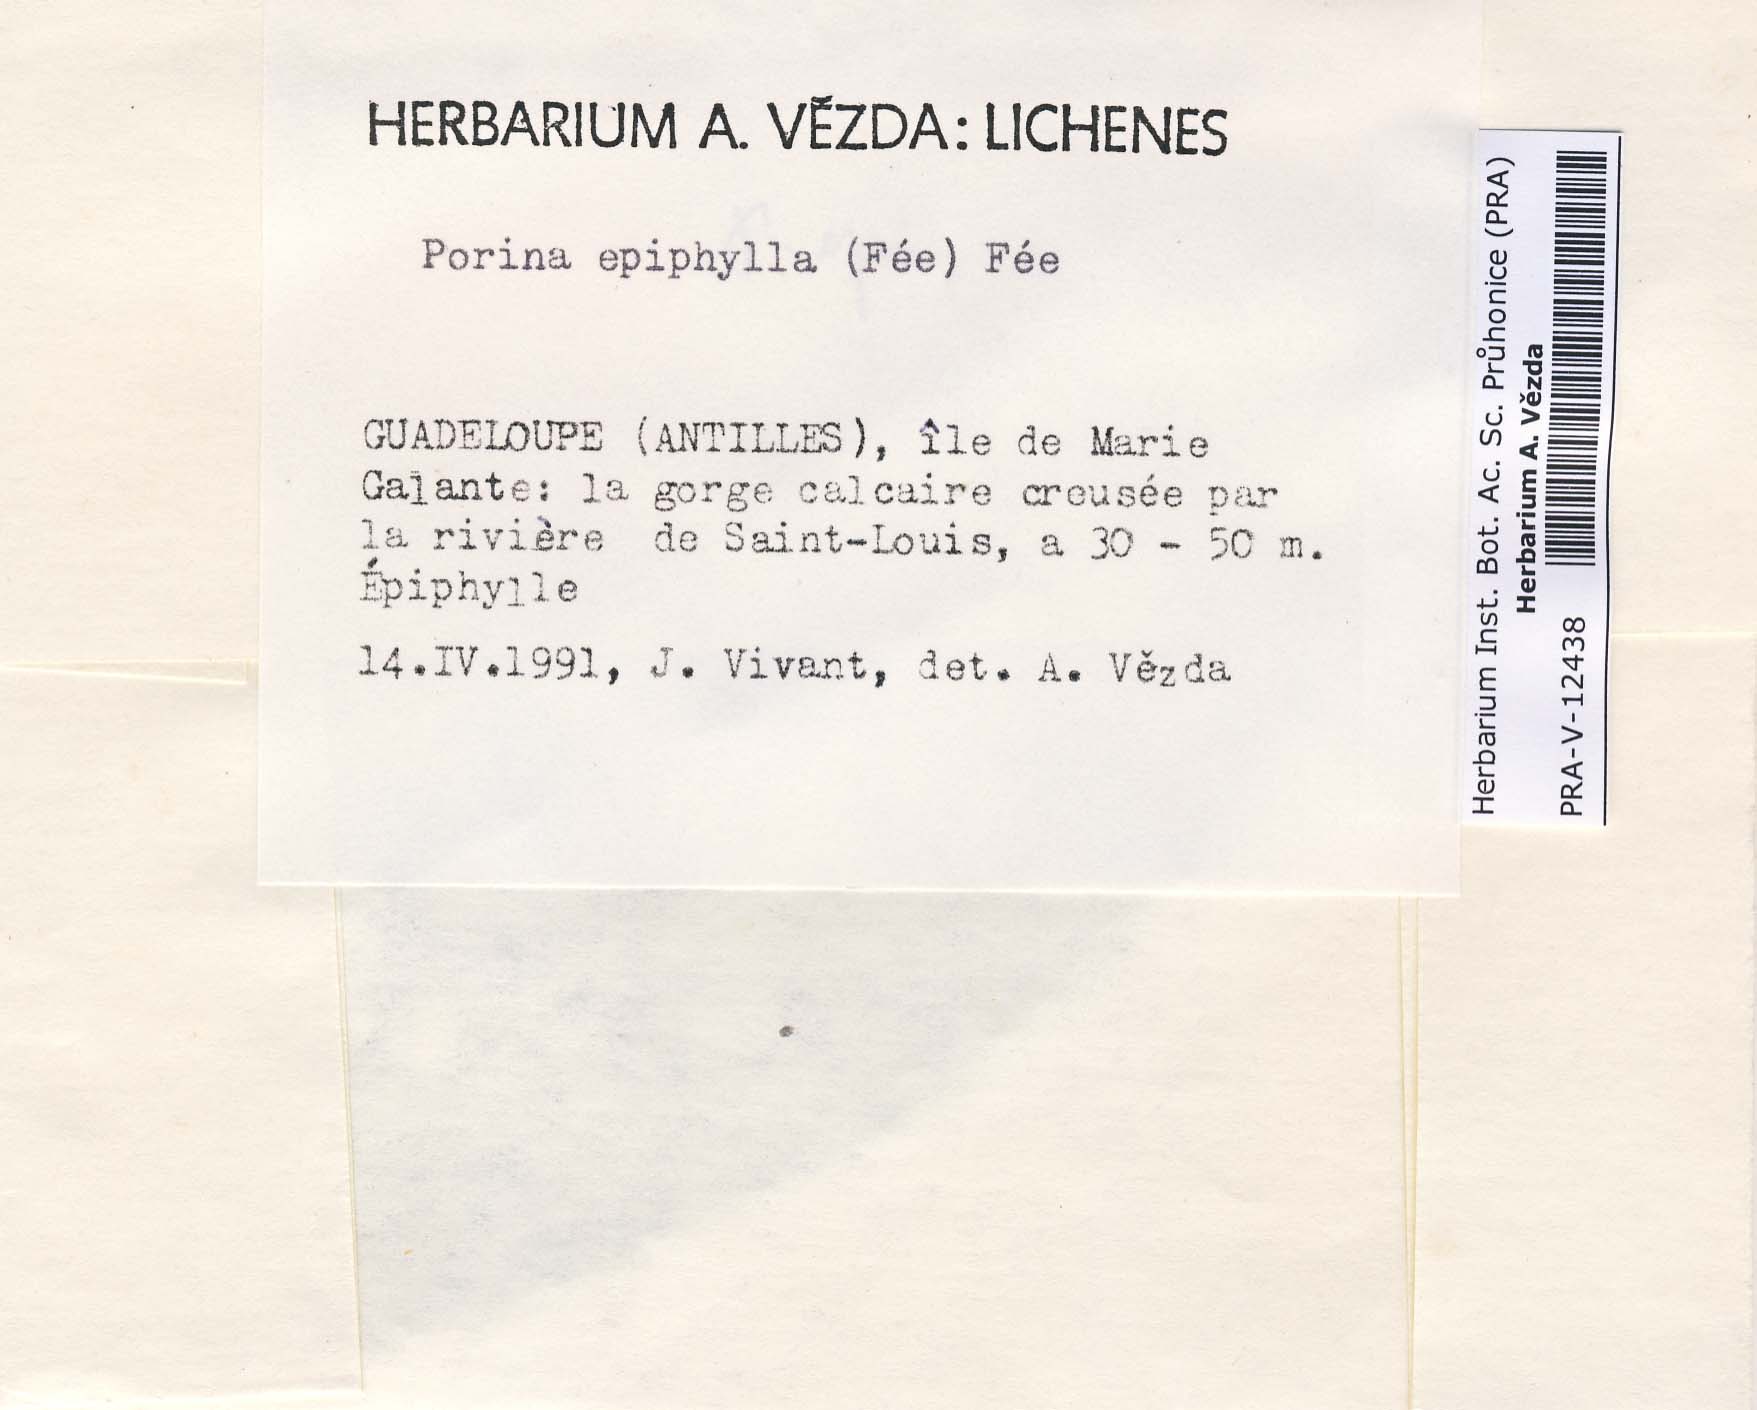 HERBARIUM A. VĚZDA: LICHENES
Porina epiphylla (Fée) Fée
GUADELOUPE (ANTILLES), île de Marie
Galante: la gorge calcaire creusée par
la rivière de Saint-Louis, a 30 - 50 m.
Épiphylle
14.IV.1991, J. Vivant, det. A. Vězda
Herbarium Inst. Bot. Ac. Sc. Průhonice (PRA)
Herbarium A. Vězda
PRA-V-12438